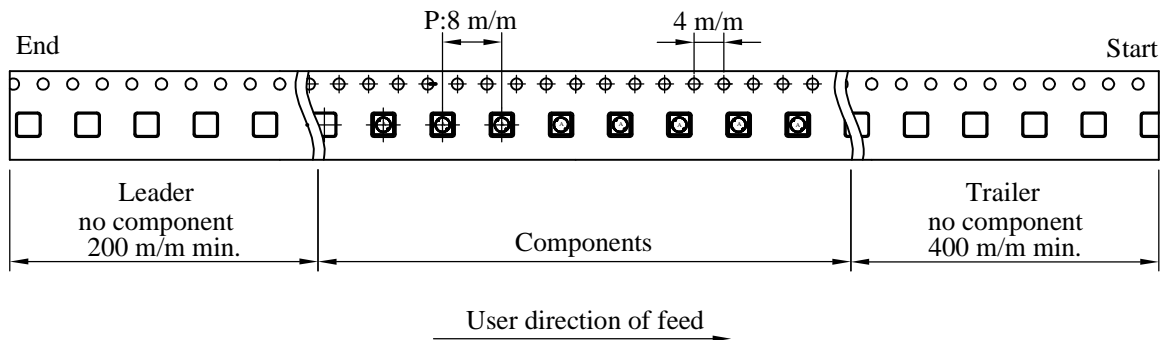 P:8 m/m
4 m/m
End
Start
Leader
no component
200 m/m min.
Components
Trailer
no component
400 m/m min.
User direction of feed